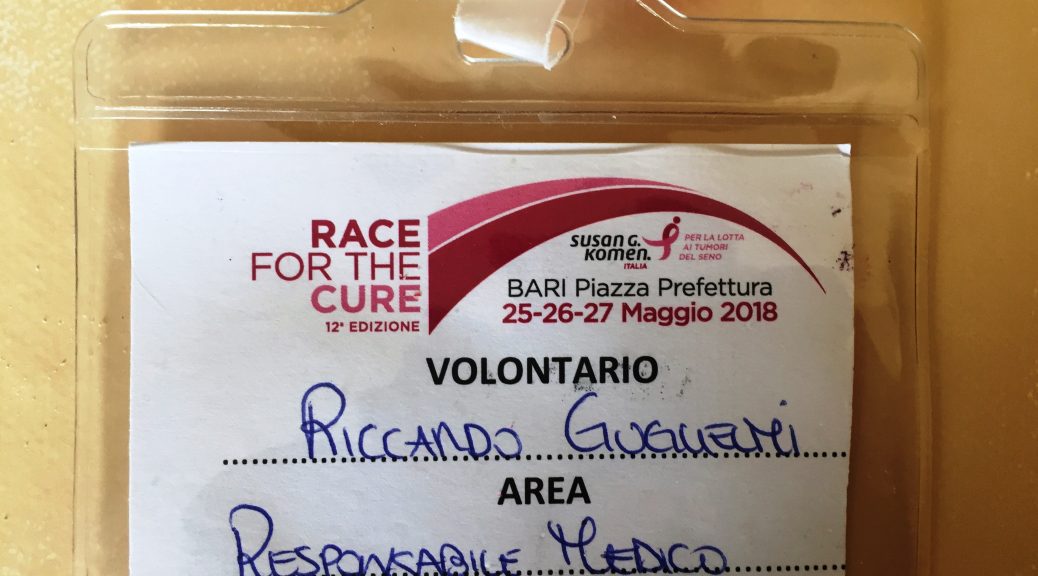 RACE
FOR THE
CURE
12ª EDIZIONE
SUSAN G.
KOMEN.
ITALIA
PER LA LOTTA
AI TUMORI
DEL SENO
BARI Piazza Prefettura
25-26-27 Maggio 2018
VOLONTARIO
RICCARDO GUGLIELMI
AREA
RESPONSABILE MEDICO